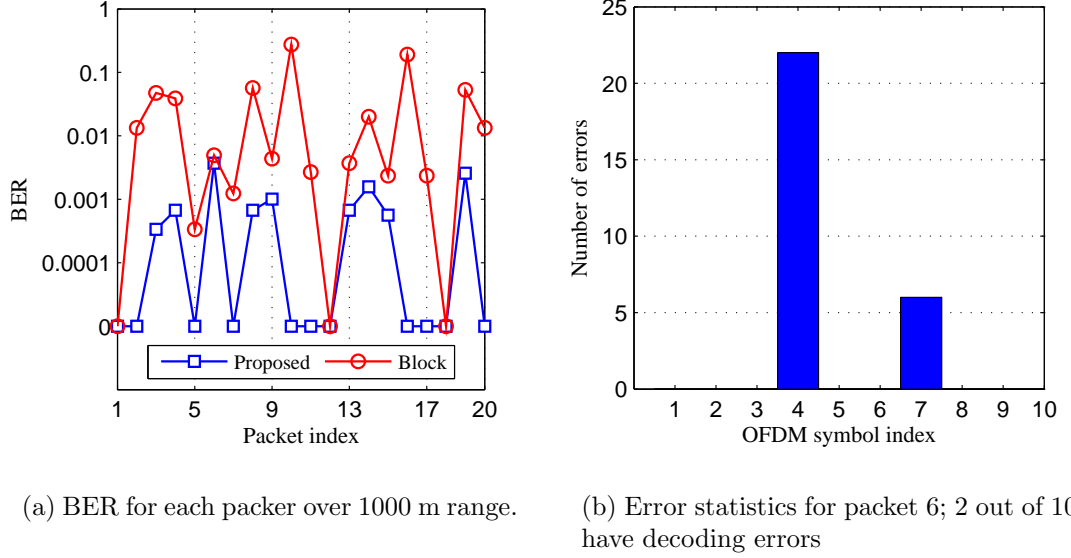 1
0.1
0.01
0.001
0.0001
0
BER
Proposed Block
1 5 9 13 17 20
Packet index
25
20
15
10
5
0
Number of errors
1 2 3 4 5 6 7 8 9 10
OFDM symbol index
(a) BER for each packer over 1000 m range.
(b) Error statistics for packet 6; 2 out of 10
have decoding errors